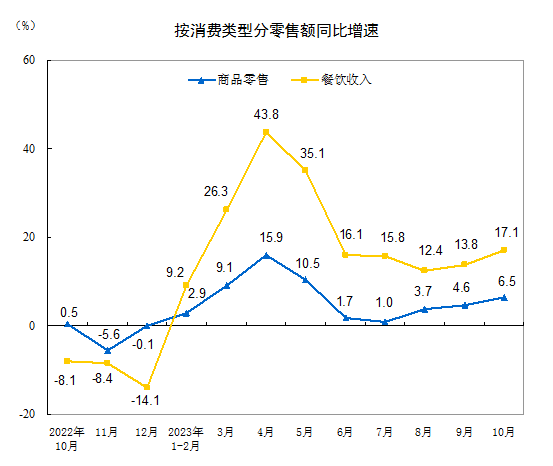 (%)
按消费类型分零售额同比增速
商品零售
餐饮收入
60
40
20
0
-20
0.5
-5.6
-0.1
2.9
9.1
15.9
10.5
1.7
1.0
3.7
4.6
6.5
-8.1
-8.4
-14.1
9.2
26.3
43.8
35.1
16.1
15.8
12.4
13.8
17.1
2022年
10月
11月
12月
2023年
1-2月
3月
4月
5月
6月
7月
8月
9月
10月